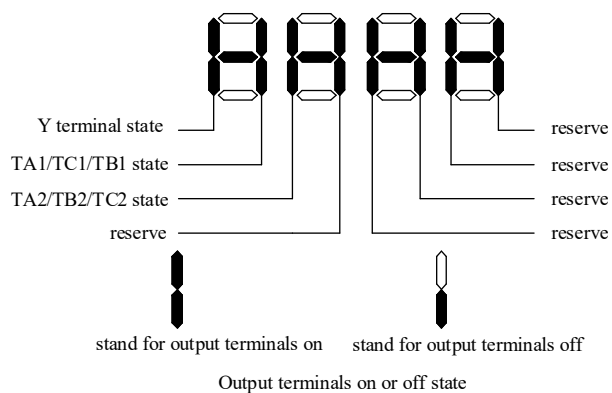 Y terminal state
reserve
TA1/TC1/TB1 state
reserve
TA2/TB2/TC2 state
reserve
reserve
reserve
stand for output terminals on
stand for output terminals off
Output terminals on or off state